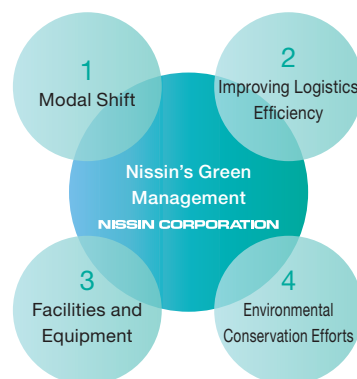 1
Modal Shift
2
Improving Logistics
Efficiency
Nissin's Green
Management
NISSIN CORPORATION
3
Facilities and
Equipment
4
Environmental
Conservation Efforts